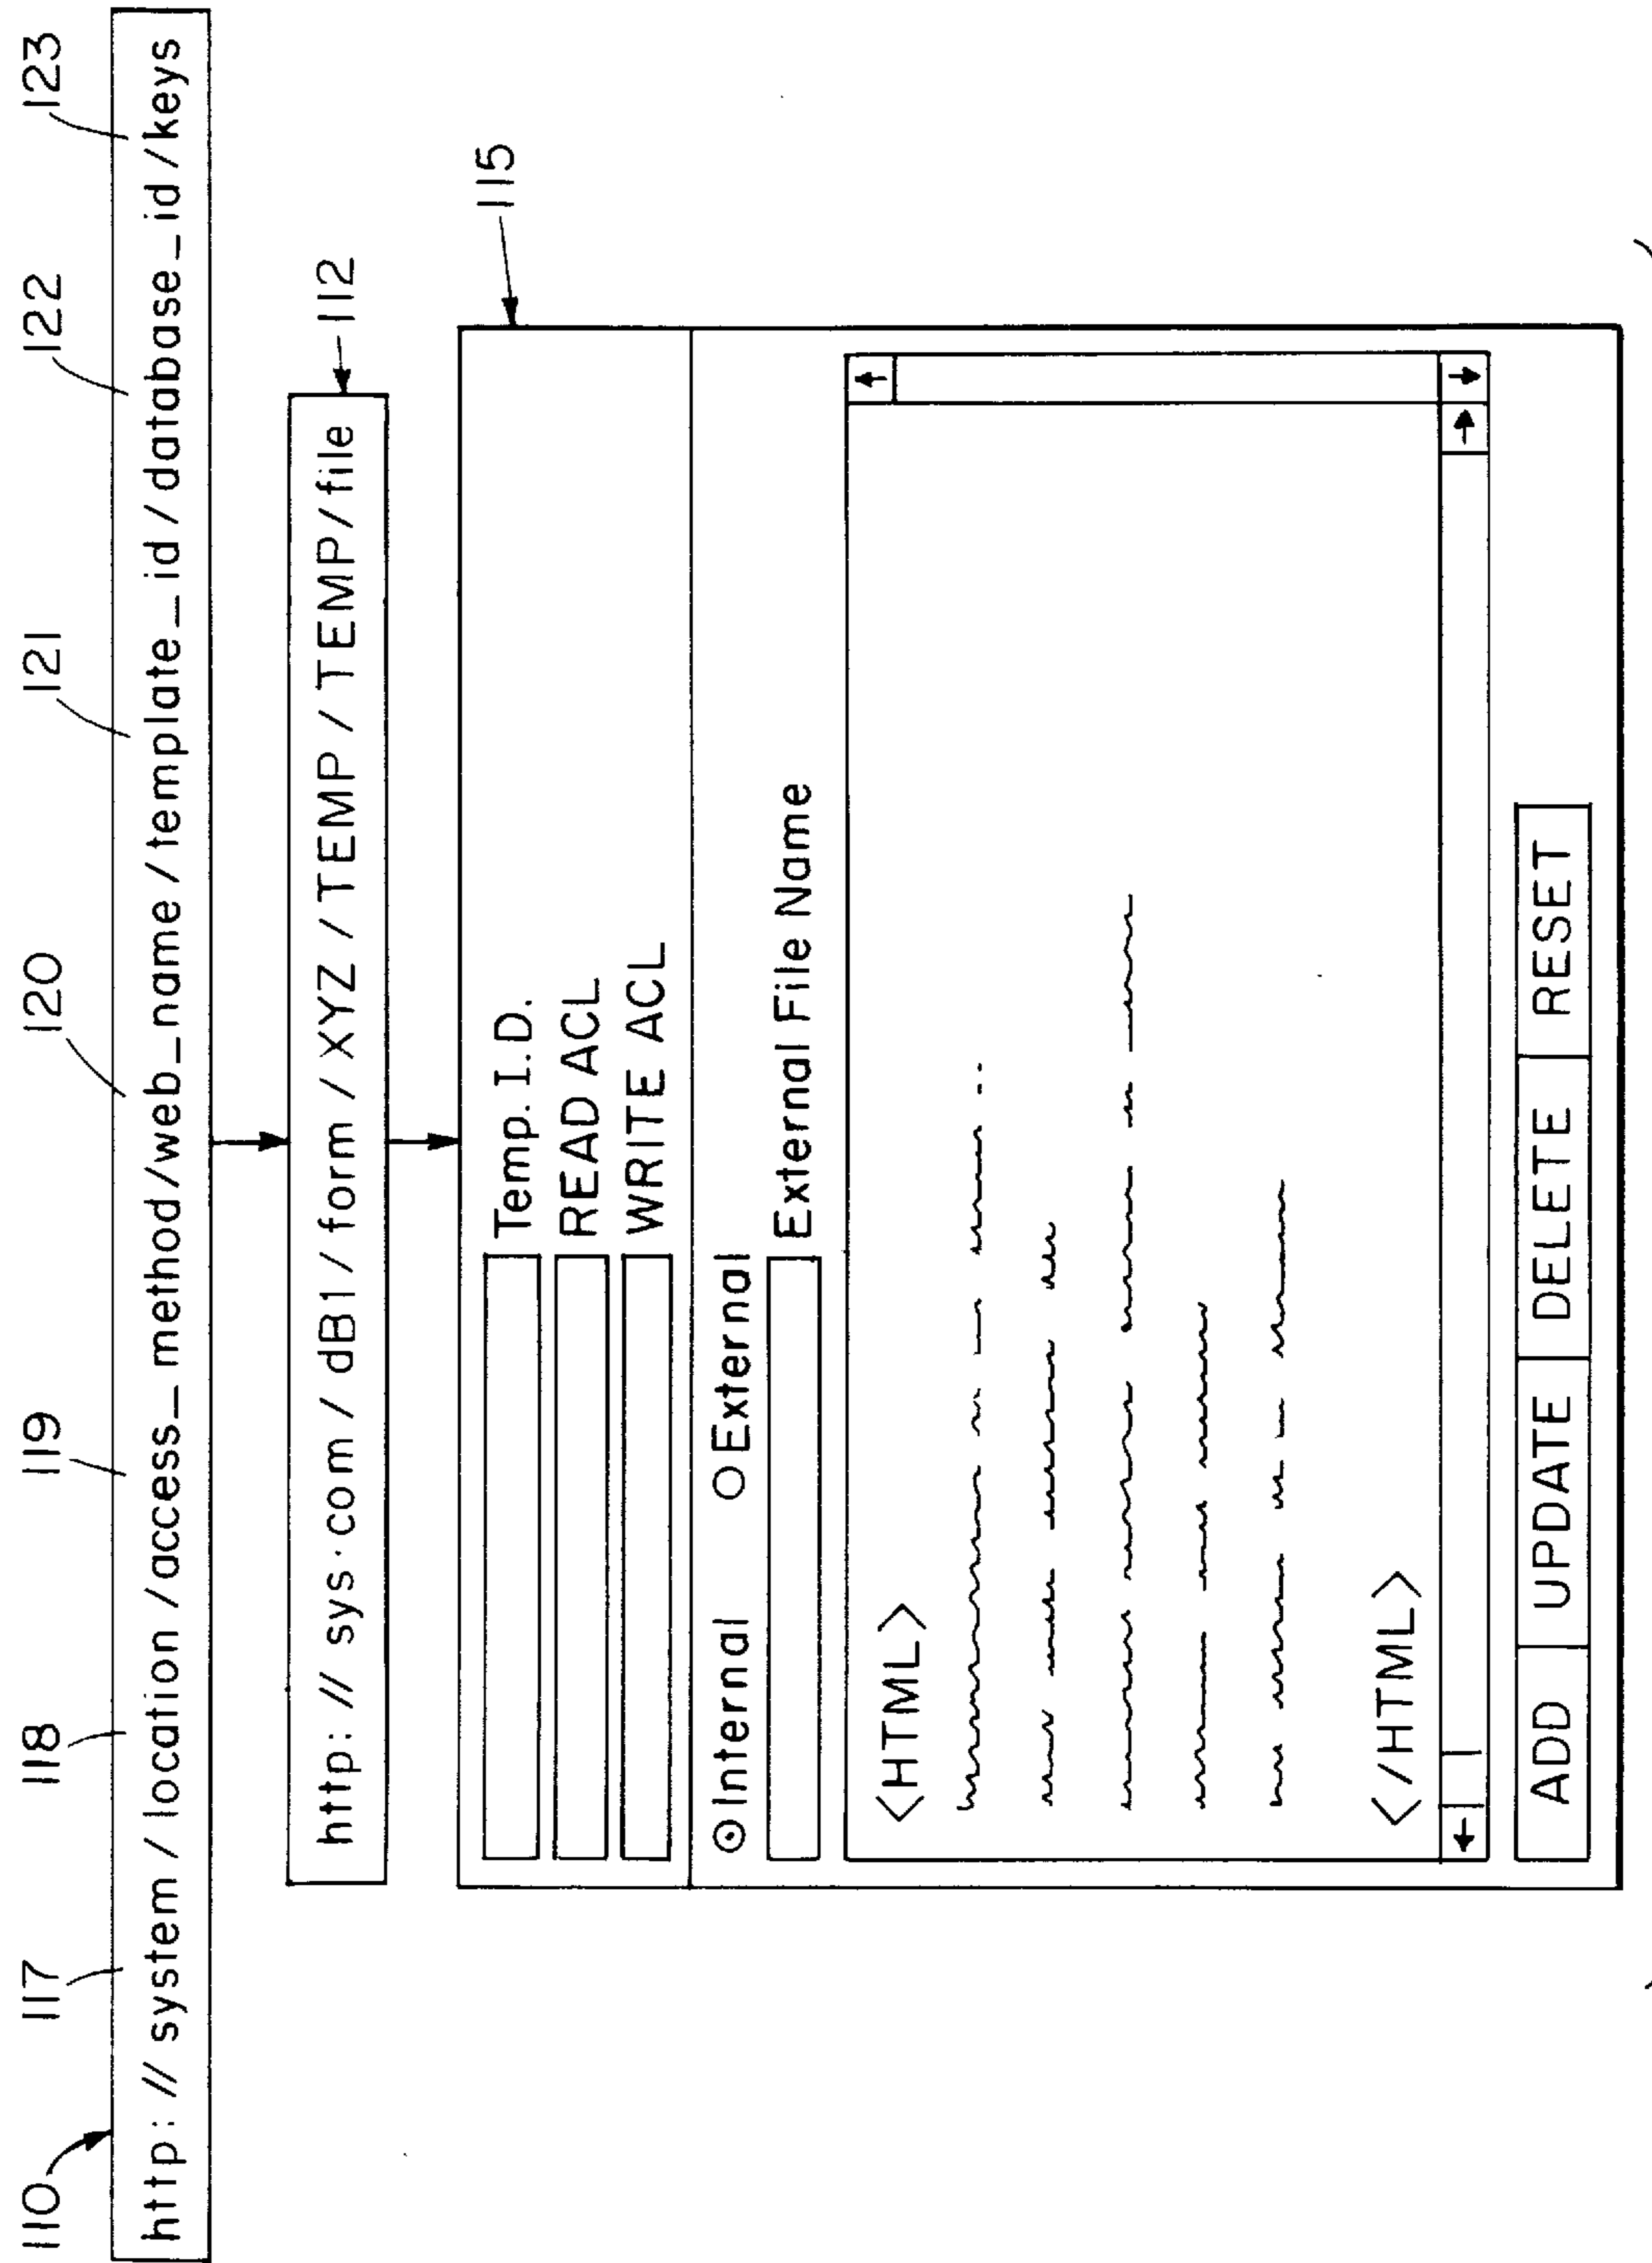 110 117 118 119 120 121 122 123
http://system/location/access_method/web_name/template_id/database_id/keys
http://sys.com/dB1/form/XYZ/TEMP/TEMP/file 112
115
Temp. I.D.
READ ACL
WRITE ACL
Internal External
External File Name
<HTML>
</HTML>
ADD UPDATE DELETE RESET